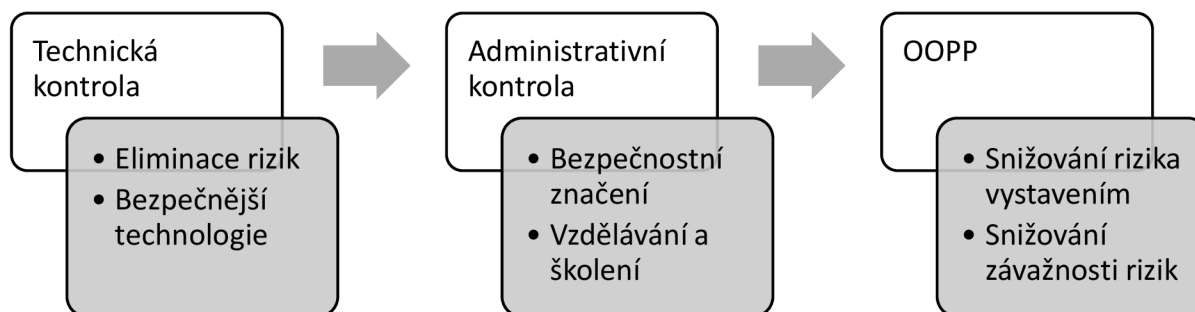 Technická
kontrola
• Eliminace rizik
• Bezpečnější
technologie
Administrativní
kontrola
• Bezpečnostní
značení
• Vzdělávání a
školení
OOPP
• Snižování rizika
vystavením
• Snižování
závažnosti rizik